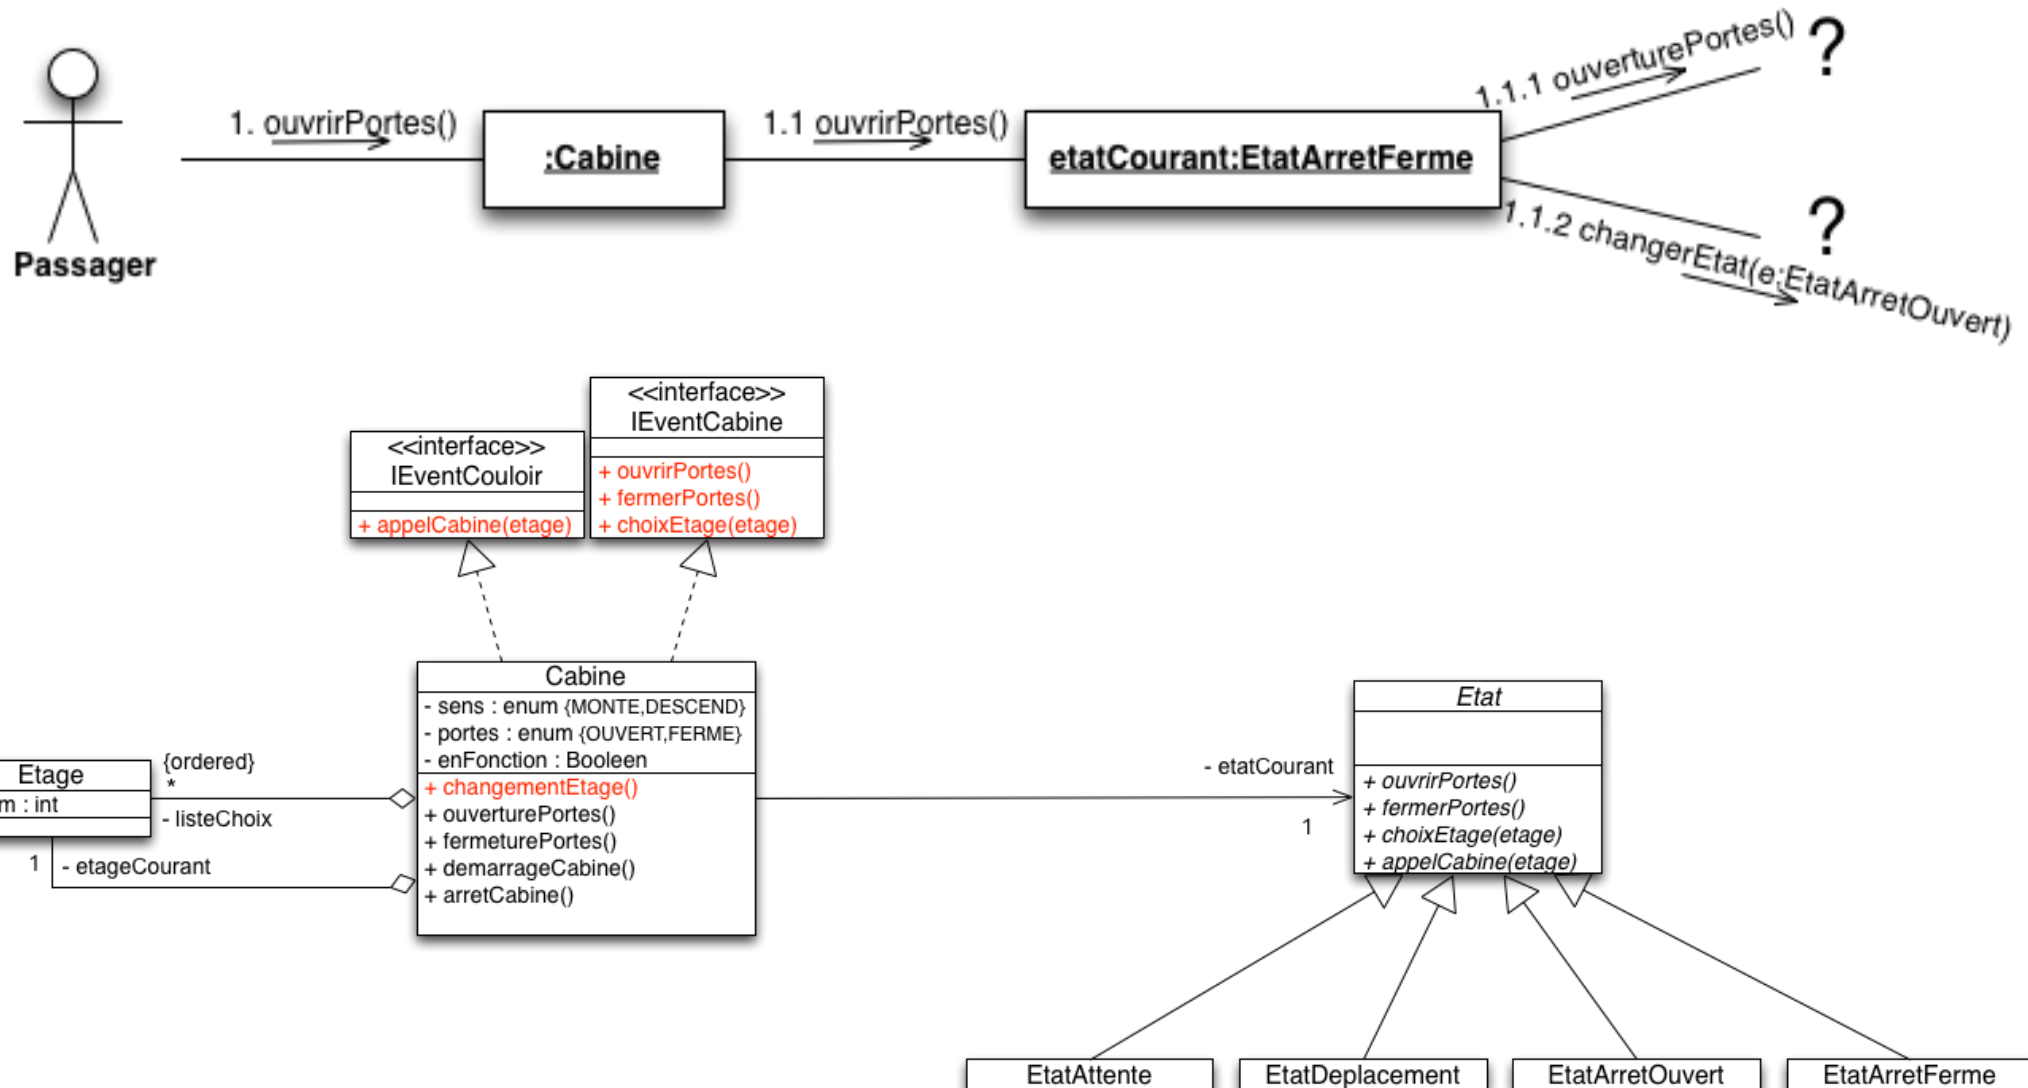 1.1.1 ouverturePortes()
?
1. ouvrirPortes()
1.1 ouvrirPortes()
:Cabine
etatCourant:EtatArretFerme
?
1.1.2 changerEtat(e:EtatArretOuvert)
Passager
<<interface>>
IEventCabine
+ ouvrirPortes()
+ fermerPortes()
+ choixEtage(etage)
<<interface>>
IEventCouloir
+ appelCabine(etage)
Cabine
- sens : enum {MONTE,DESCEND}
- portes : enum {OUVERT,FERME}
- enFonction : Booleen
+ changementEtage()
+ ouverturePortes()
+ fermeturePortes()
+ demarrageCabine()
+ arretCabine()
Etage
m : int
{ordered}
*
- listeChoix
1
- etageCourant
- etatCourant
1
Etat
+ ouvrirPortes()
+ fermerPortes()
+ choixEtage(etage)
+ appelCabine(etage)
EtatAttente
EtatDeplacement
EtatArretOuvert
EtatArretFerme